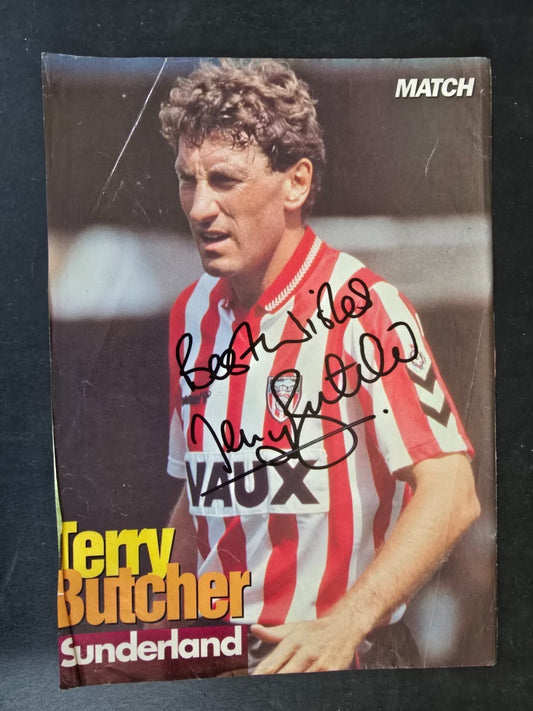 MATCH
Best wishes
Terry Butcher
VAUX
Terry
Butcher
Sunderland